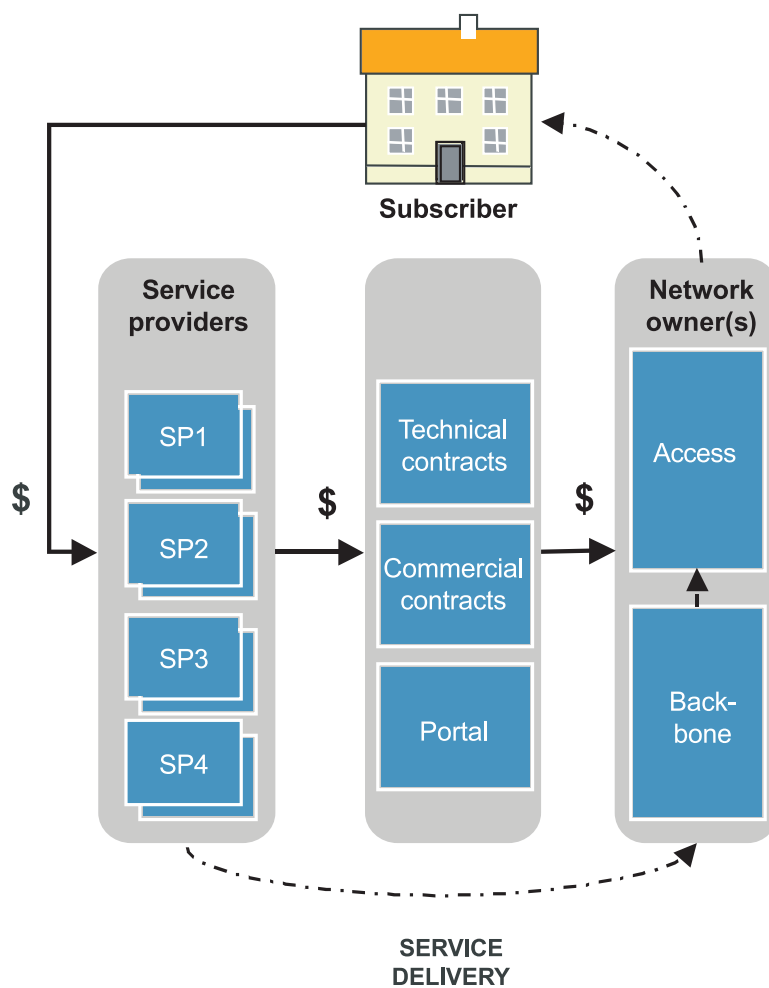 Subscriber
Service
providers
SP1
SP2
SP3
SP4
$
$
Technical
contracts
Commercial
contracts
Portal
$
Network
owner(s)
Access
Back-
bone
SERVICE
DELIVERY